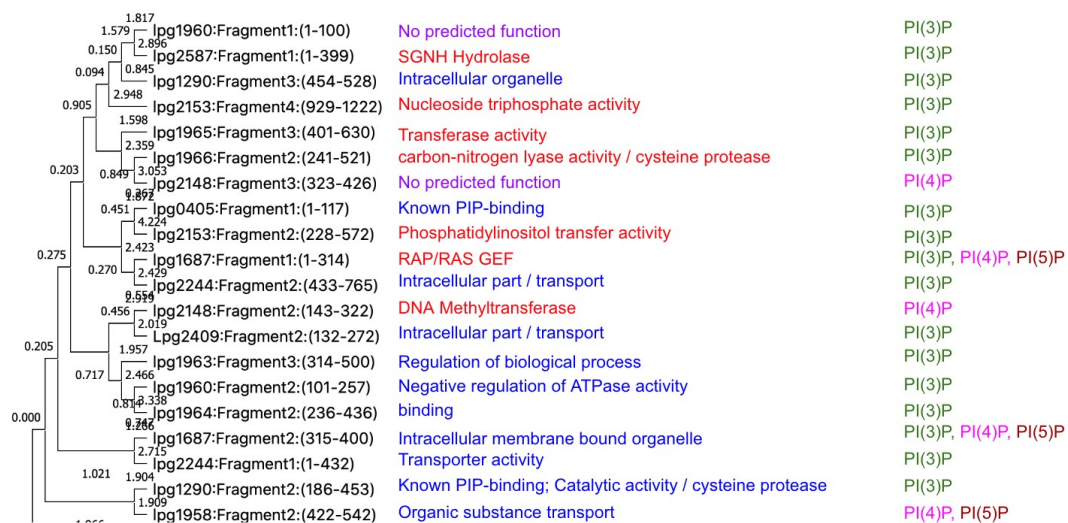 1.817
1.579 lpg1960:Fragment1:(1-100) No predicted function PI(3)P
0.150 2.896
lpg2587:Fragment1:(1-399) SGNH Hydrolase PI(3)P
0.094 0.845
lpg1290:Fragment3:(454-528) Intracellular organelle PI(3)P
2.948
0.905 lpg2153:Fragment4:(929-1222) Nucleoside triphosphate activity PI(3)P
1.598
lpg1965:Fragment3:(401-630) Transferase activity PI(3)P
2.359
lpg1966:Fragment2:(241-521) carbon-nitrogen lyase activity / cysteine protease PI(3)P
0.203 0.849 3.053
lpg2148:Fragment3:(323-426) No predicted function PI(4)P
0.451 lpg0405:Fragment1:(1-117) Known PIP-binding PI(3)P
4.224
lpg2153:Fragment2:(228-572) Phosphatidylinositol transfer activity PI(3)P
2.423
0.275 lpg1687:Fragment1:(1-314) RAP/RAS GEF PI(3)P, PI(4)P, PI(5)P
0.270 2.429
lpg2244:Fragment2:(433-765) Intracellular part / transport PI(3)P
0.456 lpg2148:Fragment2:(143-322) DNA Methyltransferase PI(4)P
2.019
Lpg2409:Fragment2:(132-272) Intracellular part / transport PI(3)P
0.205 1.957
lpg1963:Fragment3:(314-500) Regulation of biological process PI(3)P
0.717 2.466
lpg1960:Fragment2:(101-257) Negative regulation of ATPase activity PI(3)P
3.338
0.000 lpg1964:Fragment2:(236-436) binding PI(3)P
lpg1687:Fragment2:(315-400) Intracellular membrane bound organelle PI(3)P, PI(4)P, PI(5)P
2.715
lpg2244:Fragment1:(1-432) Transporter activity PI(3)P
1.021 1.904
lpg1290:Fragment2:(186-453) Known PIP-binding; Catalytic activity / cysteine protease PI(3)P
1.909
lpg1958:Fragment2:(422-542) Organic substance transport PI(4)P, PI(5)P